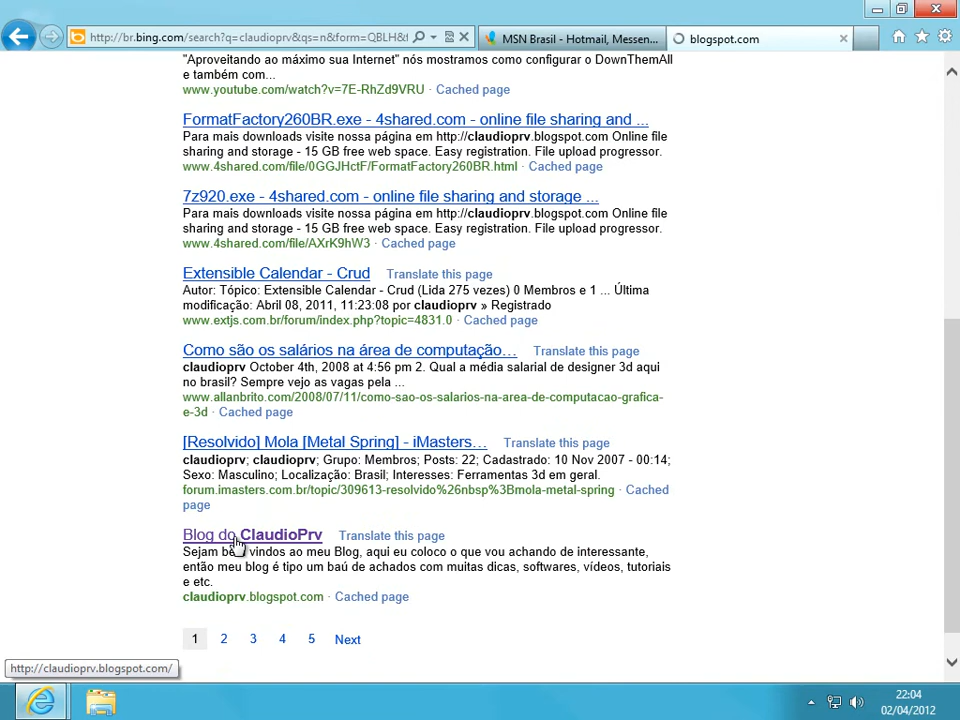 http://br.bing.com/search?q=claudioprv&qs=n&form=QBLH&f
MSN Brasil - Hotmail, Messen...
blogspot.com
"Aproveitando ao máximo sua Internet" nós mostramos como configurar o DownThemAll
e também com...
www.youtube.com/watch?v=7E-RhZd9VRU · Cached page
FormatFactory260BR.exe - 4shared.com - online file sharing and ...
Para mais downloads visite nossa página em http://claudioprv.blogspot.com Online file
sharing and storage - 15 GB free web space. Easy registration. File upload progressor.
www.4shared.com/file/0GGJHctF/FormatFactory260BR.html · Cached page
7z920.exe - 4shared.com - online file sharing and storage ...
Para mais downloads visite nossa página em http://claudioprv.blogspot.com Online file
sharing and storage - 15 GB free web space. Easy registration. File upload progressor.
www.4shared.com/file/AXrK9hW3 · Cached page
Extensible Calendar - Crud Translate this page
Autor: Tópico: Extensible Calendar - Crud (Lida 275 vezes) 0 Membros e 1 ... Última
modificação: Abril 08, 2011, 11:23:08 por claudioprv » Registrado
www.extjs.com.br/forum/index.php?topic=4831.0 · Cached page
Como são os salários na área de computação… Translate this page
claudioprv October 4th, 2008 at 4:56 pm 2. Qual a média salarial de designer 3d aqui
no brasil? Sempre vejo as vagas pela ...
www.allanbrito.com/2008/07/11/como-sao-os-salarios-na-area-de-computacao-grafica-
e-3d · Cached page
[Resolvido] Mola [Metal Spring] - iMasters… Translate this page
claudioprv; claudioprv; Grupo: Membros; Posts: 22; Cadastrado: 10 Nov 2007 - 00:14;
Sexo: Masculino; Localização: Brasil; Interesses: Ferramentas 3d em geral.
forum.imasters.com.br/topic/309613-resolvido%26nbsp%3Bmola-metal-spring · Cached
page
Blog do ClaudioPrv Translate this page
Sejam be vindos ao meu Blog, aqui eu coloco o que vou achando de interessante,
então meu blog é tipo um baú de achados com muitas dicas, softwares, vídeos, tutoriais
e etc.
claudioprv.blogspot.com · Cached page
1 2 3 4 5 Next
http://claudioprv.blogspot.com/
22:04
02/04/2012